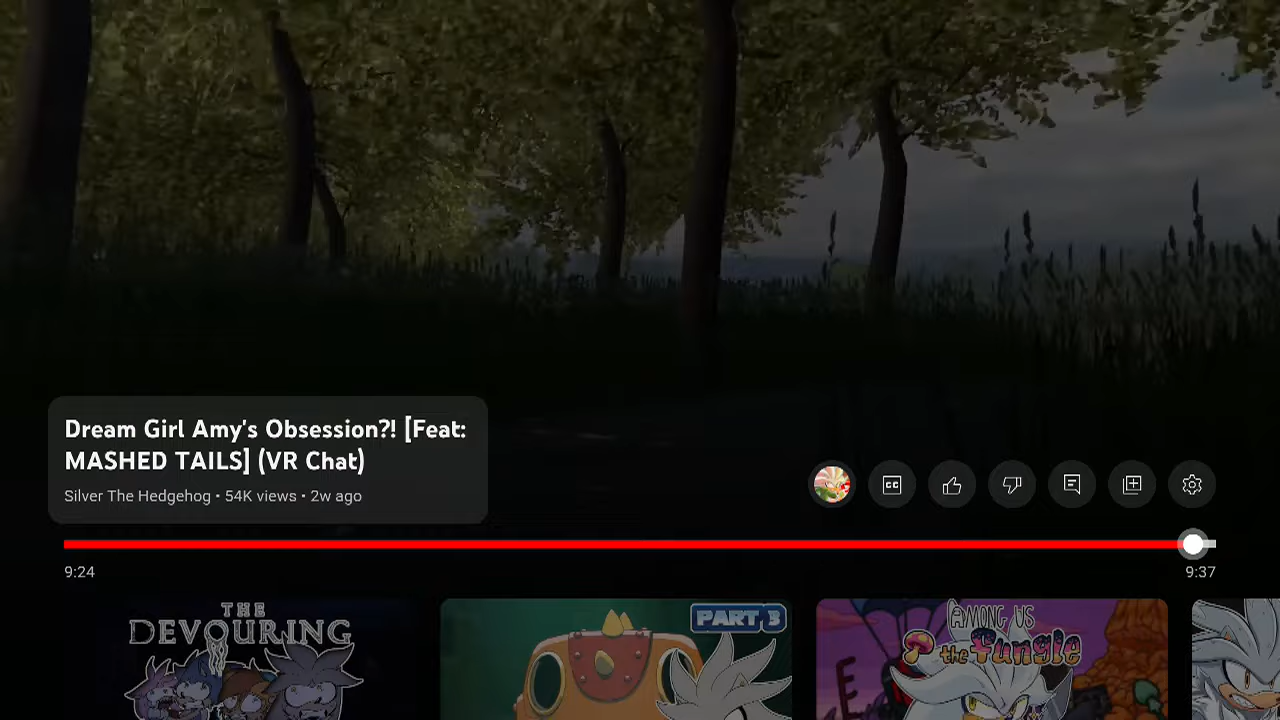 Dream Girl Amy's Obsession?! [Feat:
MASHED TAILS] (VR Chat)
Silver The Hedgehog • 54K views • 2w ago
CC
9:24
9:37
THE
DEVOURING
PART 3
AMONG US
the Fungle